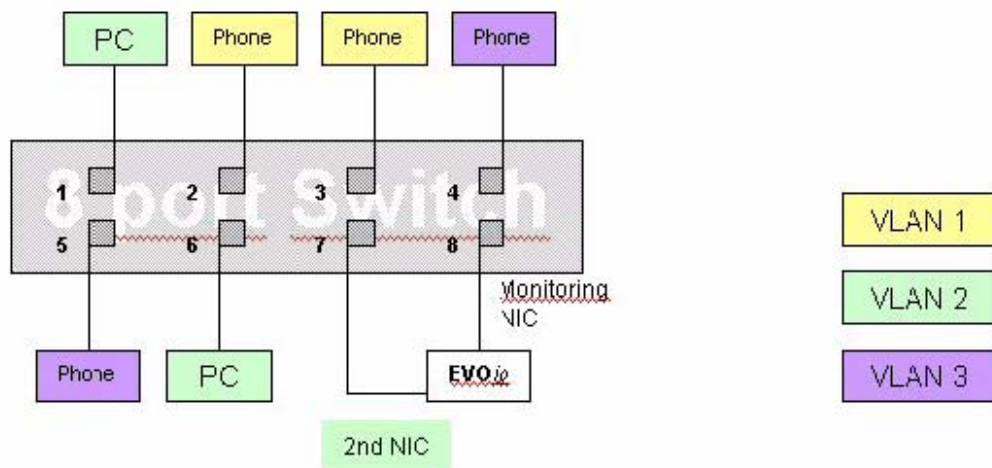 PC
Phone
Phone
Phone
8 port Switch
1
2
3
4
5
6
7
8
Monitoring
NIC
Phone
PC
EVOip
2nd NIC
VLAN 1
VLAN 2
VLAN 3